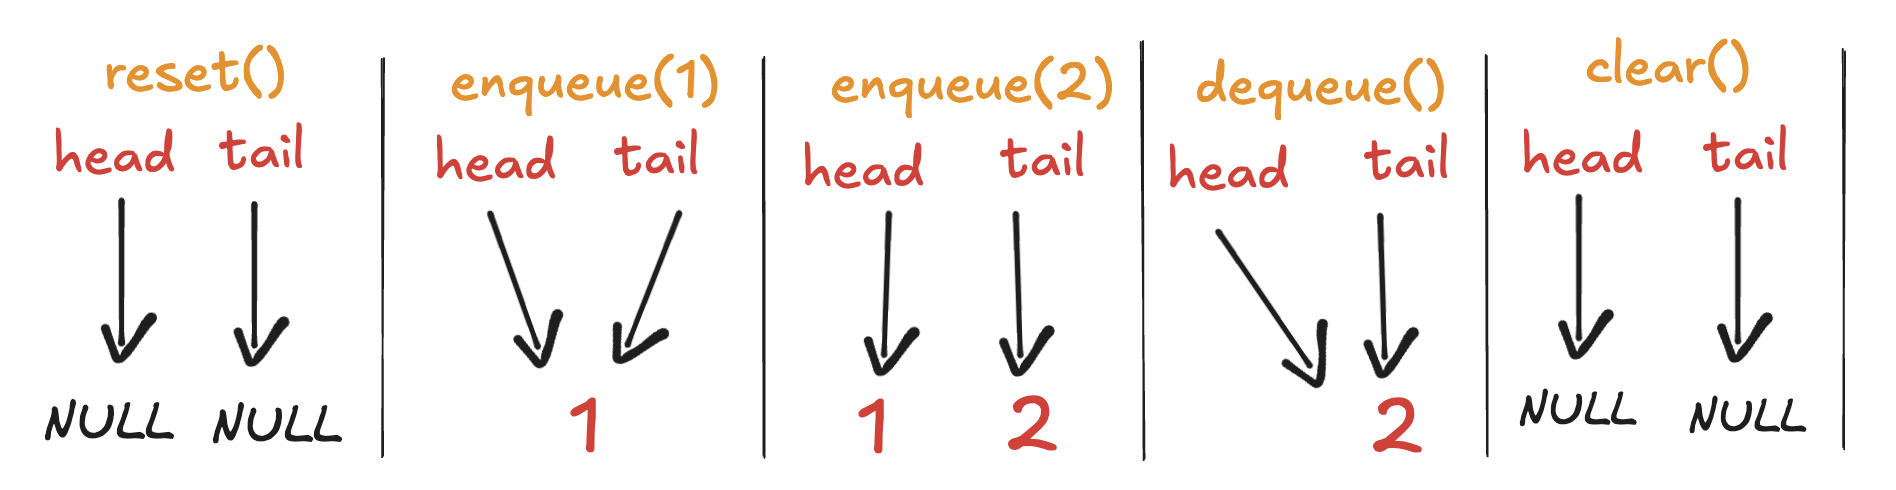 reset()
head tail
NULL NULL
enqueue(1)
head tail
1
enqueue(2)
head tail
1 2
dequeue()
head tail
2
clear()
head tail
NULL NULL